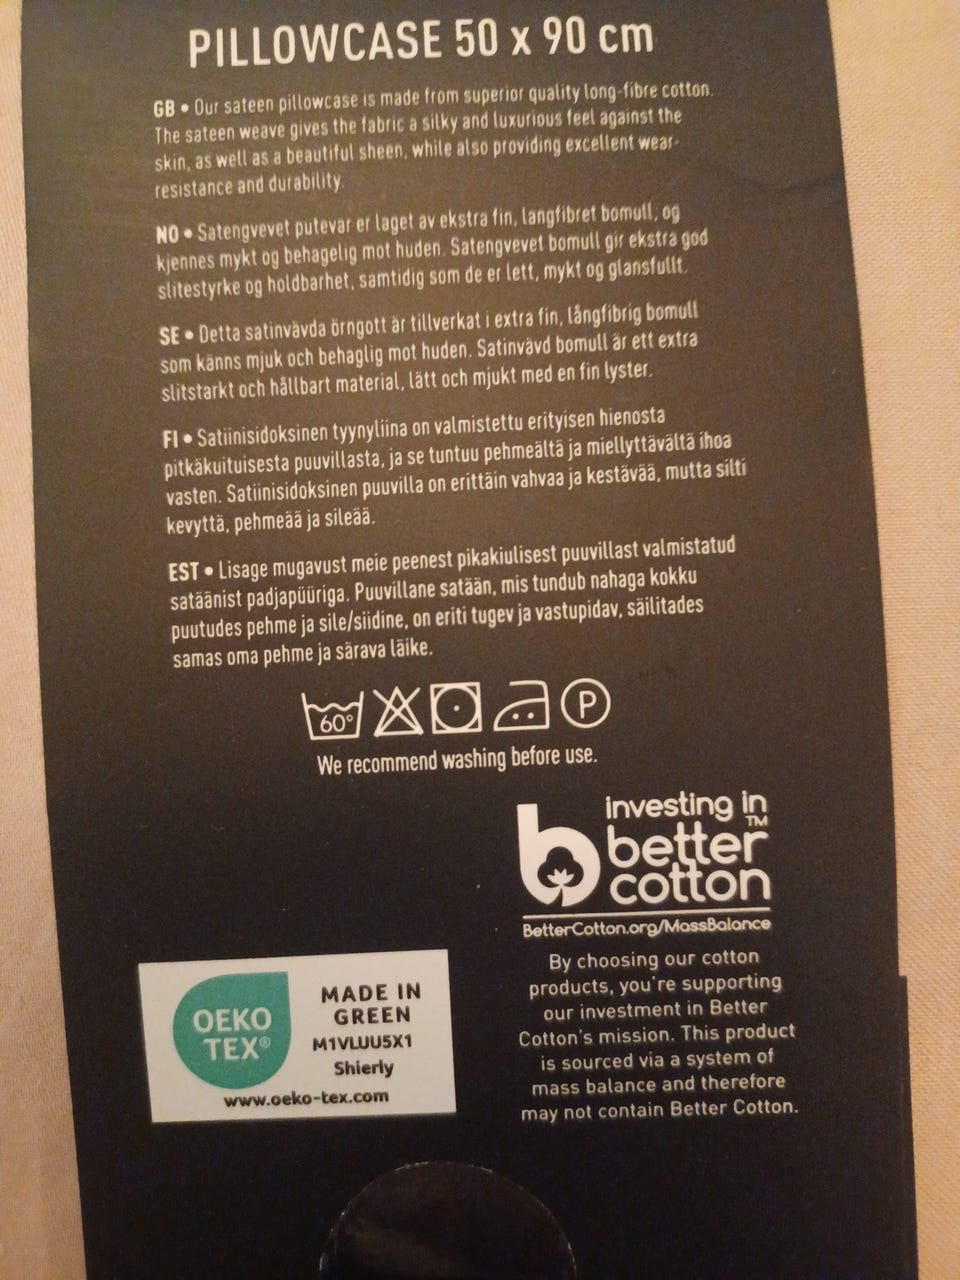 PILLOWCASE 50 x 90 cm
GB • Our sateen pillowcase is made from superior quality long-fibre cotton.
The sateen weave gives the fabric a silky and luxurious feel against the
skin, as well as a beautiful sheen, while also providing excellent wear-
resistance and durability.
NO • Satengvevet putevar er laget av ekstra fin, langfibret bomull, og
kjennes mykt og behagelig mot huden. Satengvevet bomull gir ekstra god
slitestyrke og holdbarhet, samtidig som de er lett, mykt og glansfullt.
SE • Detta satinvävda örngott är tillverkat i extra fin, långfibrig bomull
som känns mjuk och behaglig mot huden. Satinvävd bomull är ett extra
slitstarkt och hållbart material, lätt och mjukt med en fin lyster.
FI • Satiinisidoksinen tyynyliina on valmistettu erityisen hienosta
pitkäkuituisesta puuvillasta, ja se tuntuu pehmeältä ja miellyttävältä ihoa
vasten. Satiinisidoksinen puuvilla on erittäin vahvaa ja kestävää, mutta silti
kevyttä, pehmeää ja sileää.
EST • Lisage mugavust meie peenest pikakiulisest puuvillast valmistatud
satäänist padjapüüriga. Puuvillane satään, mis tundub nahaga kokku
puutudes pehme ja sile/siidine, on eriti tugev ja vastupidav, säilitades
samas oma pehme ja särava läike.
60° P
We recommend washing before use.
investing in
better
cotton™
BetterCotton.org/MassBalance
By choosing our cotton
products, you're supporting
our investment in Better
Cotton's mission. This product
is sourced via a system of
mass balance and therefore
may not contain Better Cotton.
OEKO
TEX®
MADE IN
GREEN
M1VLUU5X1
Shierly
www.oeko-tex.com